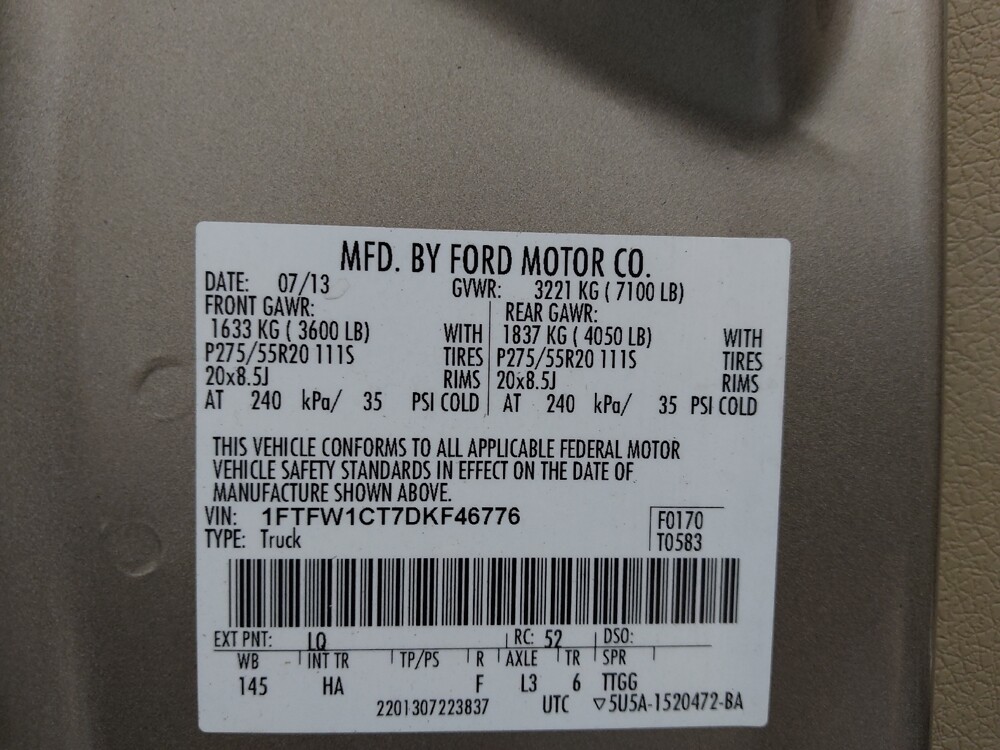 MFD. BY FORD MOTOR CO.
DATE: 07/13 GVWR: 3221 KG ( 7100 LB)
FRONT GAWR: REAR GAWR:
1633 KG ( 3600 LB) WITH 1837 KG ( 4050 LB) WITH
P275/55R20 111S TIRES P275/55R20 111S TIRES
20x8.5J RIMS 20x8.5J RIMS
AT 240 kPa/ 35 PSI COLD AT 240 kPa/ 35 PSI COLD
THIS VEHICLE CONFORMS TO ALL APPLICABLE FEDERAL MOTOR
VEHICLE SAFETY STANDARDS IN EFFECT ON THE DATE OF
MANUFACTURE SHOWN ABOVE.
VIN: 1FTFW1CT7DKF46776 F0170
TYPE: Truck T0583
EXT PNT: LQ RC: 52 DSO:
WB INT TR TP/PS R AXLE TR SPR
145 HA F L3 6 TTGG
2201307223837 UTC ▽5U5A-1520472-BA